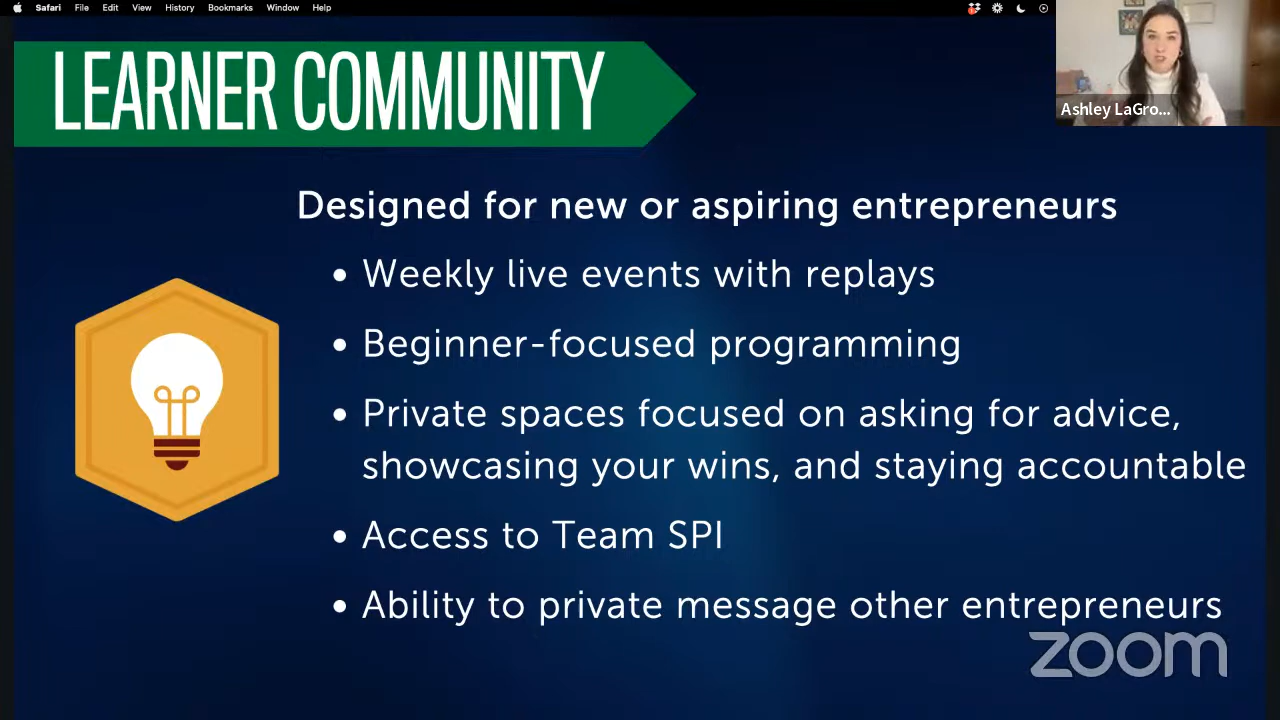 Safari File Edit View History Bookmarks Window Help
LEARNER COMMUNITY
Ashley LaGro...
Designed for new or aspiring entrepreneurs
• Weekly live events with replays
• Beginner-focused programming
• Private spaces focused on asking for advice,
showcasing your wins, and staying accountable
• Access to Team SPI
• Ability to private message other entrepreneurs
zoom